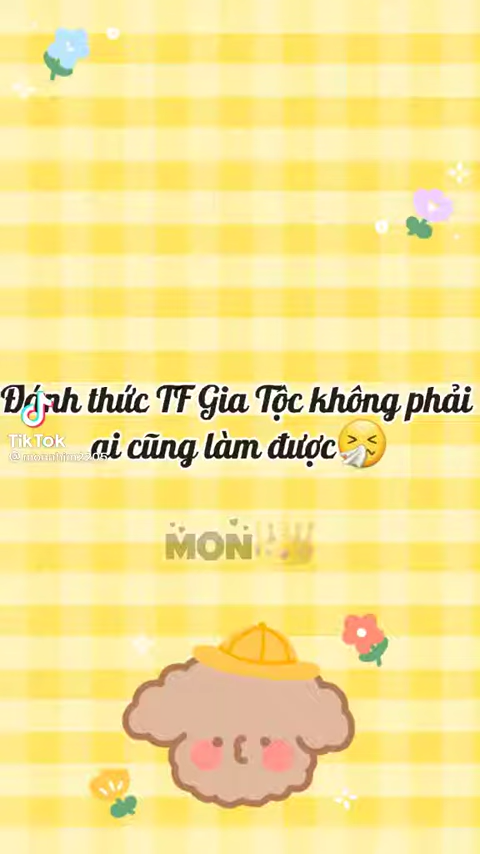 Đánh thức TF Gia Tộc không phải
ai cũng làm được🤧
TikTok
MON